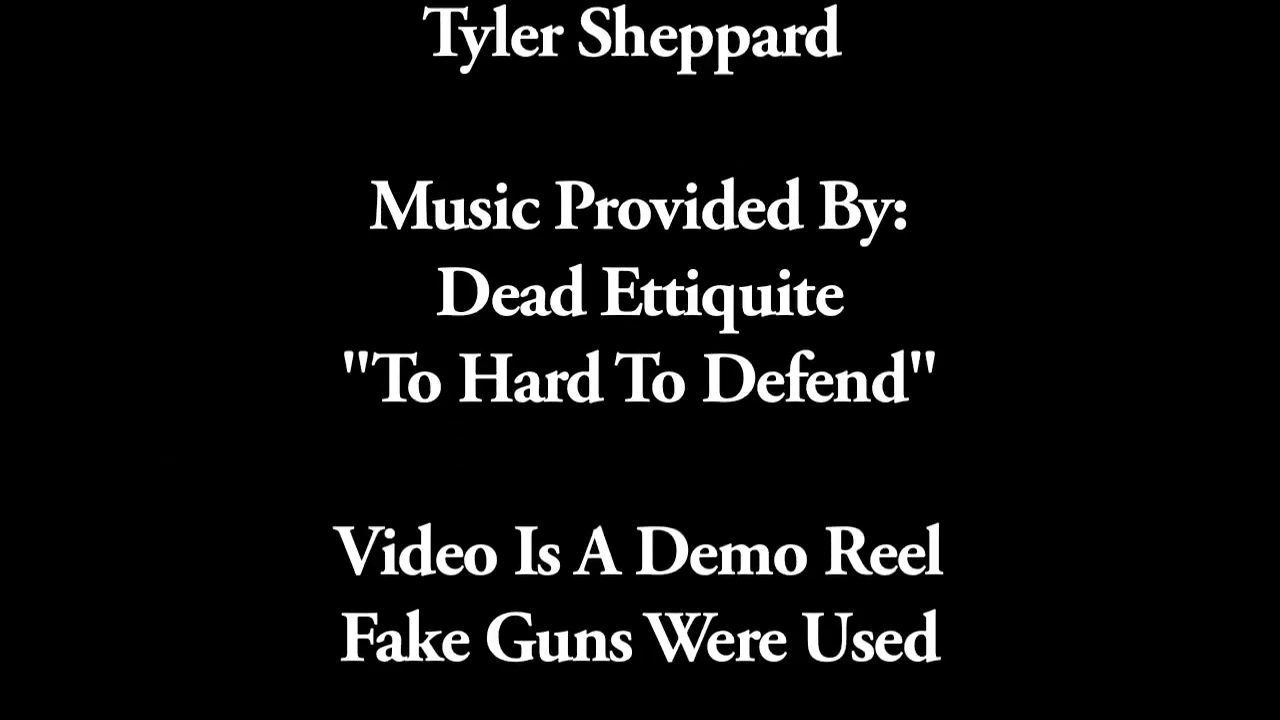 Tyler Sheppard
Music Provided By:
Dead Ettiquite
"To Hard To Defend"
Video Is A Demo Reel
Fake Guns Were Used